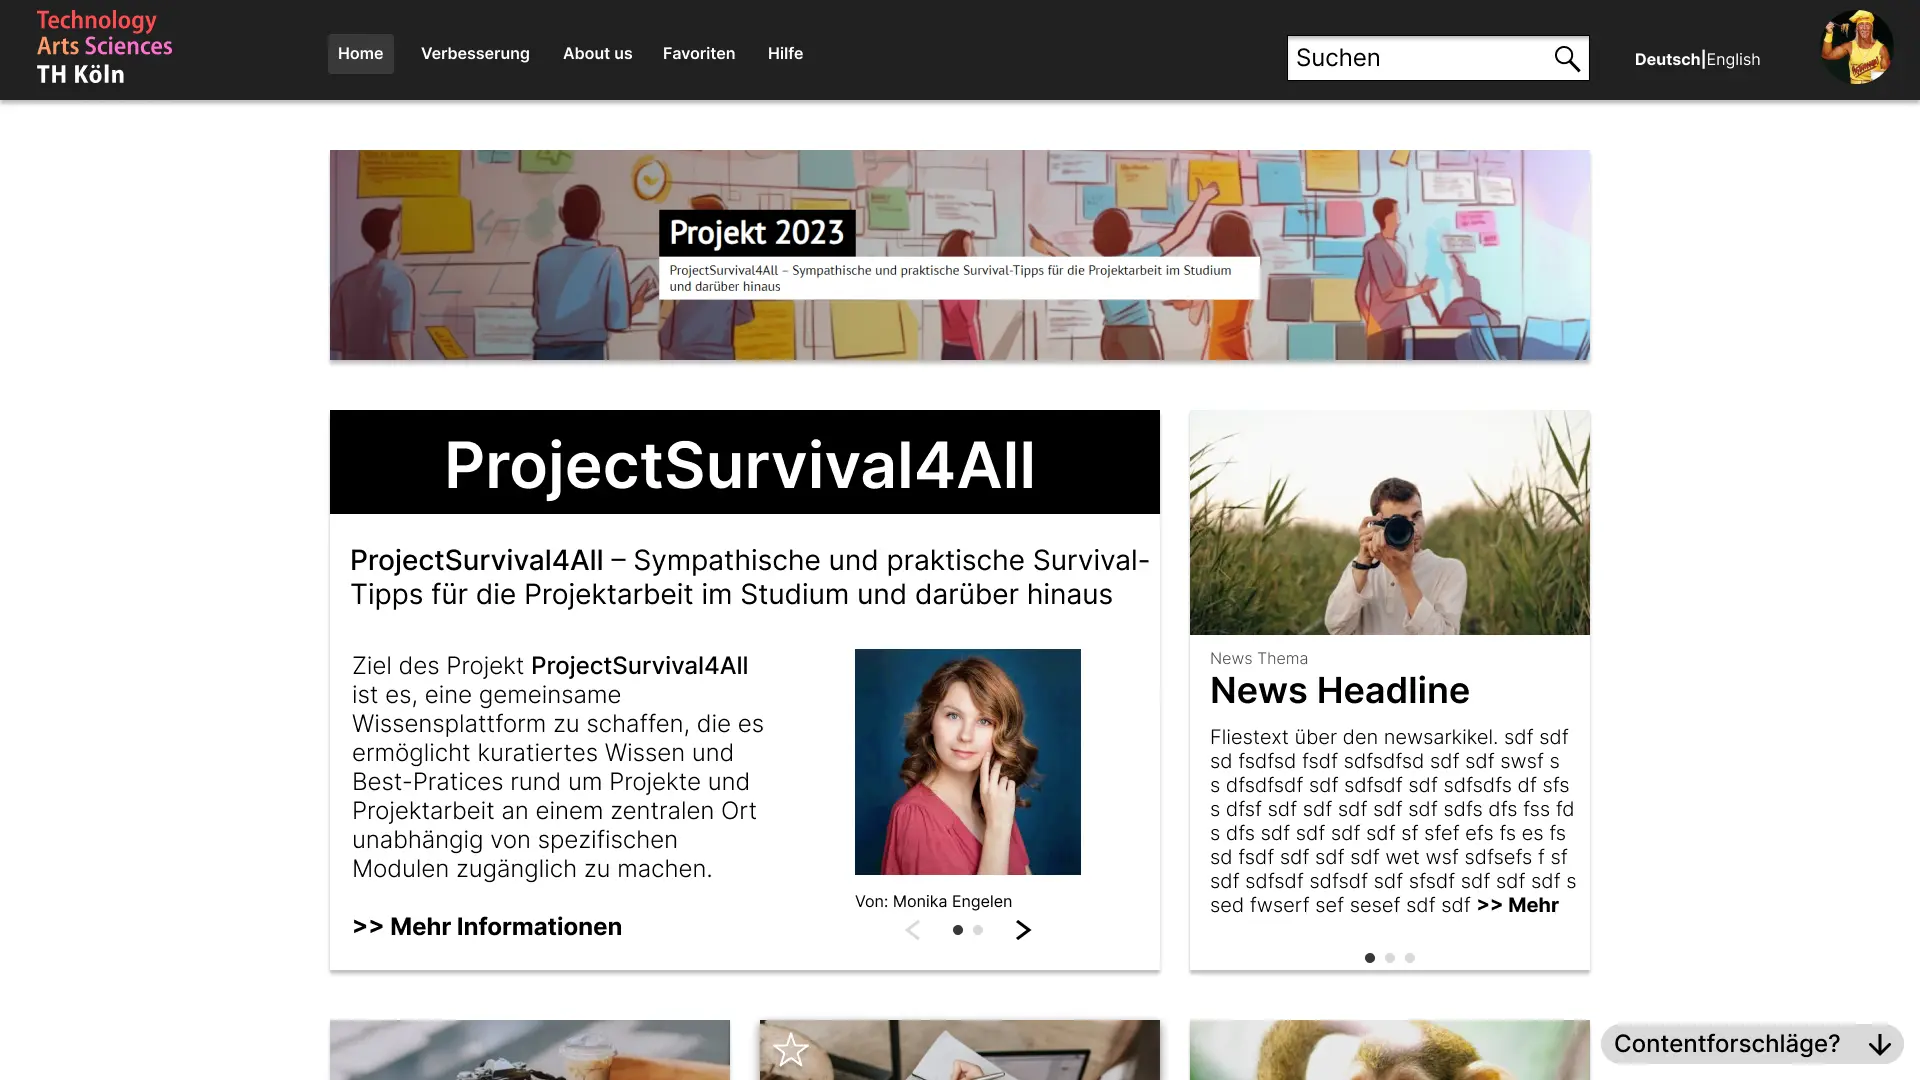 Technology
Arts Sciences
TH Köln
Home
Verbesserung
About us
Favoriten
Hilfe
Suchen
Deutsch|English
Projekt 2023
ProjectSurvival4All – Sympathische und praktische Survival-Tipps für die Projektarbeit im Studium
und darüber hinaus
ProjectSurvival4All
ProjectSurvival4All – Sympathische und praktische Survival-
Tipps für die Projektarbeit im Studium und darüber hinaus
Ziel des Projekt ProjectSurvival4All
ist es, eine gemeinsame
Wissensplattform zu schaffen, die es
ermöglicht kuratiertes Wissen und
Best-Pratices rund um Projekte und
Projektarbeit an einem zentralen Ort
unabhängig von spezifischen
Modulen zugänglich zu machen.
>> Mehr Informationen
Von: Monika Engelen
News Thema
News Headline
Fliestext über den newsarkikel. sdf sdf
sd fsdfsd fsdf sdfsdfsd sdf sdf swsf s
s dfsdfsdf sdf sdfsdf sdf sdfsdfs df sfs
s dfsf sdf sdf sdf sdf sdf sdfs dfs fss fd
s dfs sdf sdf sdf sdf sf sfef efs fs es fs
sd fsdf sdf sdf sdf wet wsf sdfsefs f sf
sdf sdfsdf sdfsdf sdf sfsdf sdf sdf sdf s
sed fwserf sef sesef sdf sdf >> Mehr
Contentforschläge?